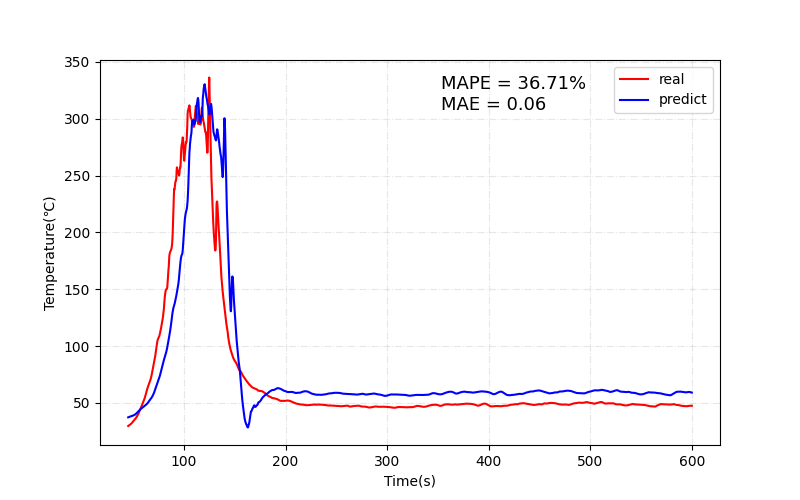 MAPE = 36.71%
MAE = 0.06
real
predict
Temperature(℃)
350
300
250
200
150
100
50
100 200 300 400 500 600
Time(s)